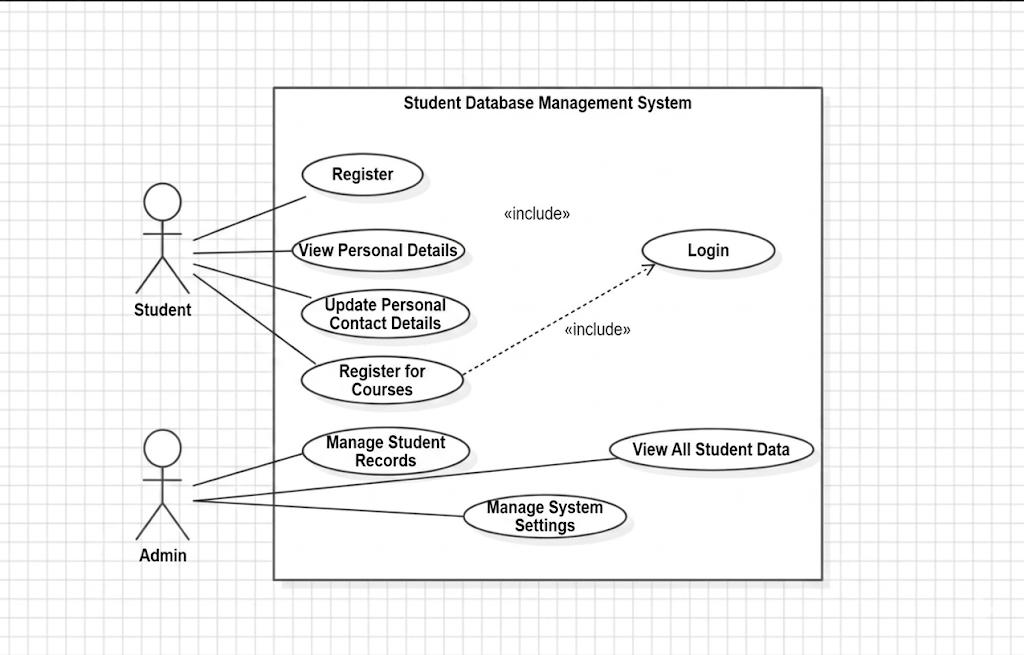 Student Database Management System
Register
«include»
View Personal Details
Login
Student
Update Personal
Contact Details
«include»
Register for
Courses
Manage Student
Records
View All Student Data
Manage System
Settings
Admin